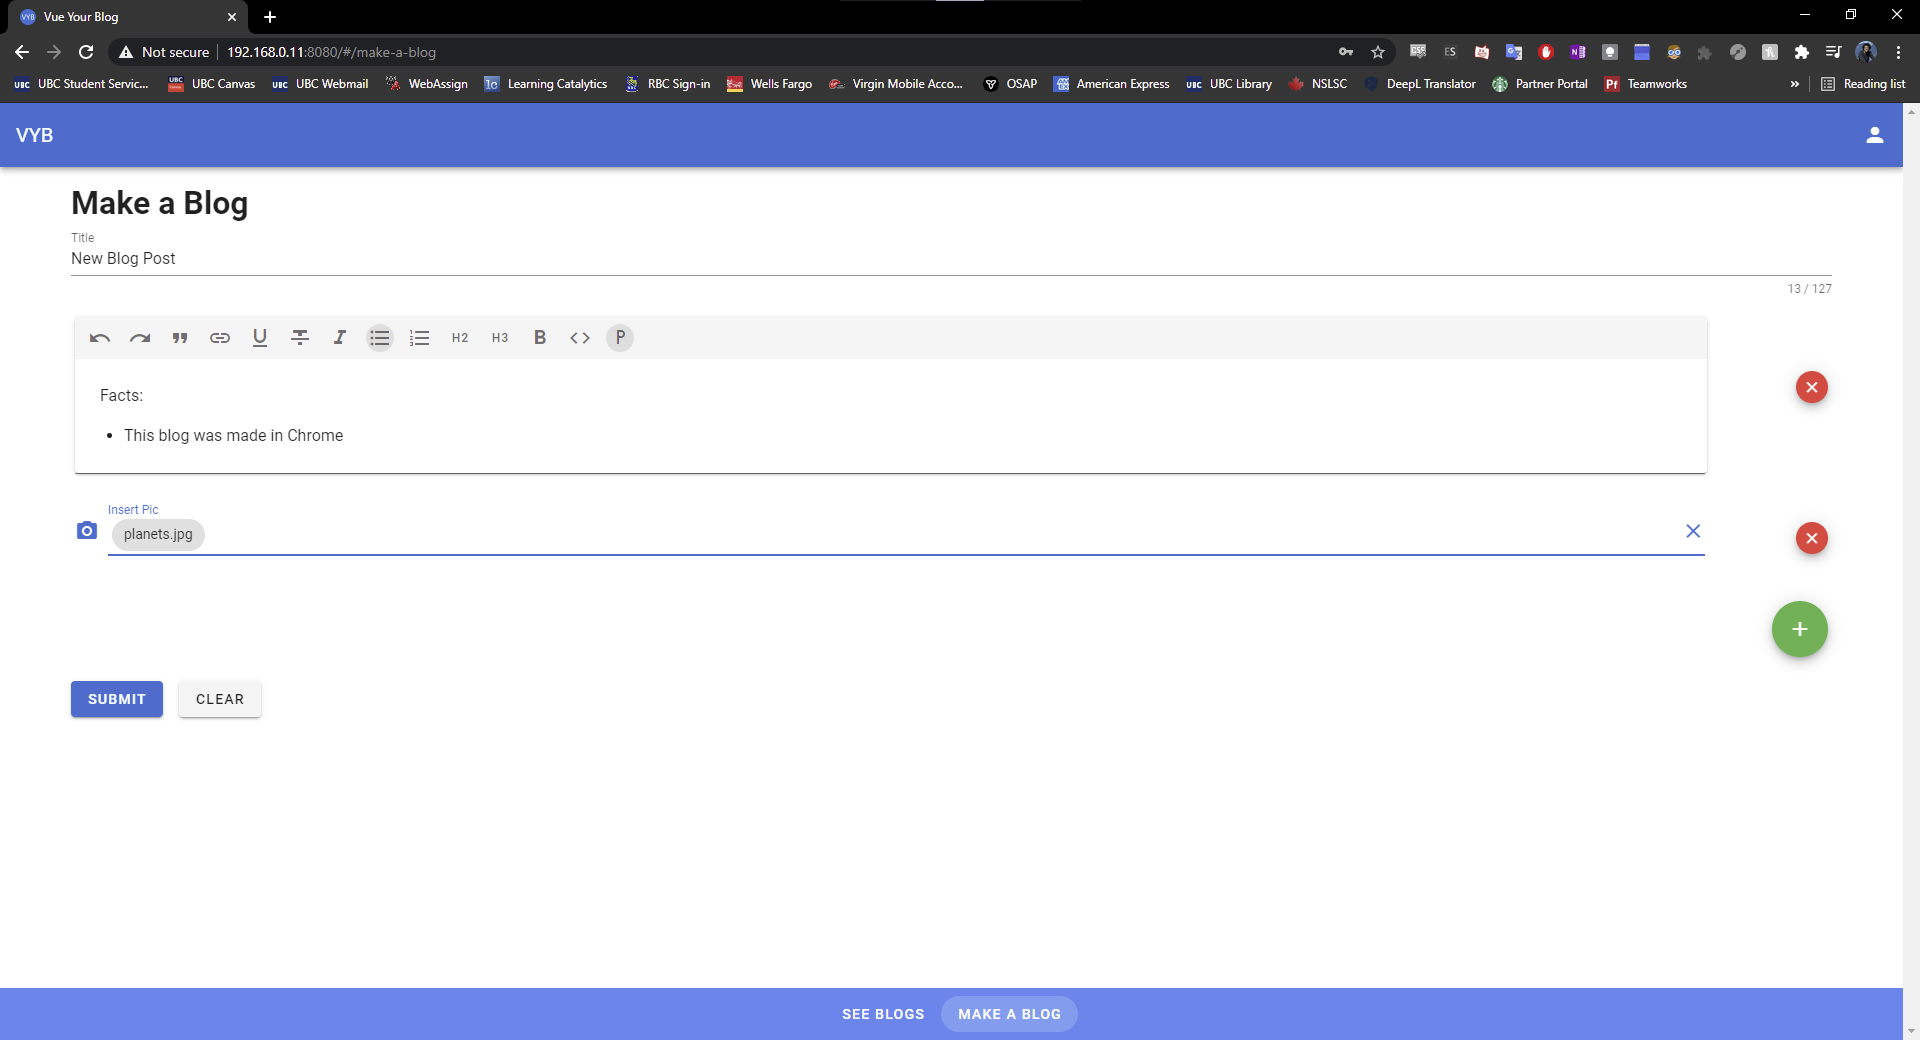 Vue Your Blog
Not secure 192.168.0.11:8080/#/make-a-blog
UBC Student Servic... UBC Canvas UBC Webmail WebAssign Learning Catalytics RBC Sign-in Wells Fargo Virgin Mobile Acco... OSAP American Express UBC Library NSLSC DeepL Translator Partner Portal Teamworks » Reading list
VYB
Make a Blog
Title
New Blog Post
13 / 127
H2 H3 B <> P
Facts:
• This blog was made in Chrome
Insert Pic
planets.jpg
SUBMIT CLEAR
SEE BLOGS MAKE A BLOG